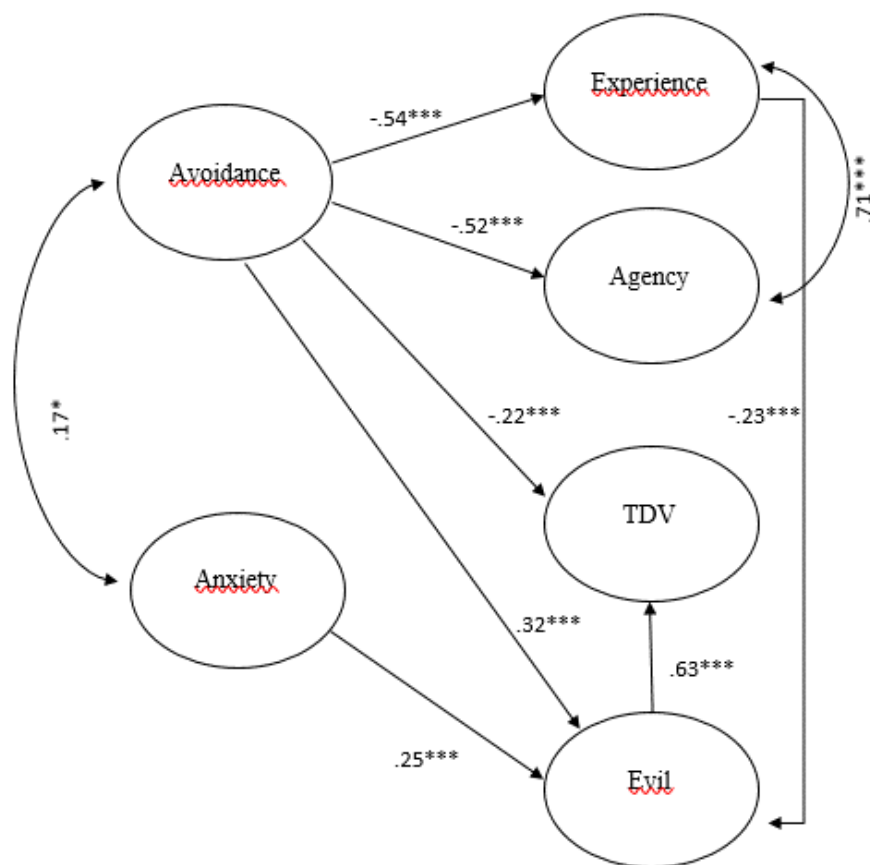 Experience
-.54***
Avoidance
.71***
-.52***
Agency
-.22***
-.23***
.17*
TDV
Anxiety
.32***
.63***
.25***
Evil